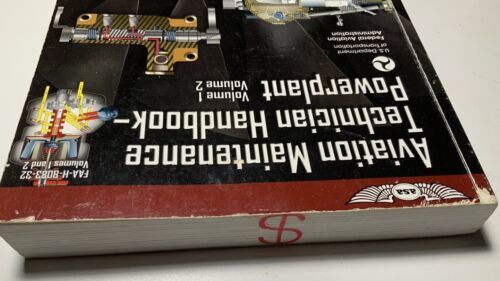 Aviation Maintenance
Technician Handbook–
Powerplant
Volume 1
Volume 2
FAA-H-8083-32
Volumes 1 and 2
U.S. Department
of Transportation
Federal Aviation
Administration
asa
$